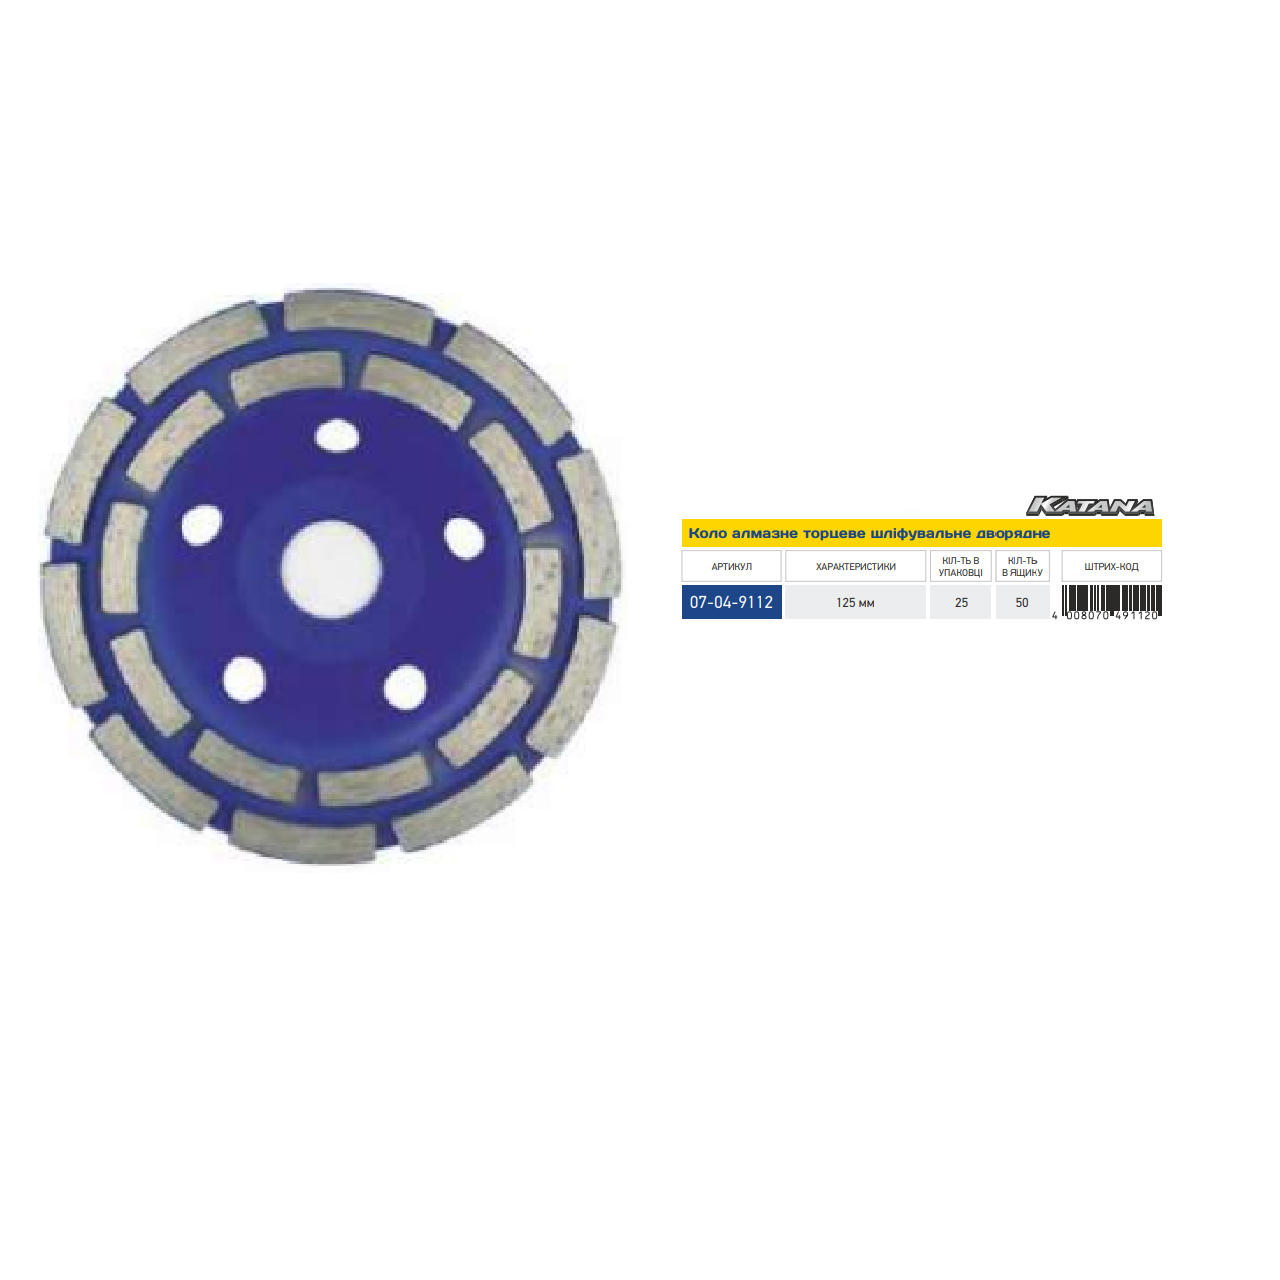 KATANA
Коло алмазне торцеве шліфувальне дворядне
АРТИКУЛ
ХАРАКТЕРИСТИКИ
КІЛ-ТЬ В
УПАКОВЦІ
КІЛ-ТЬ
В ЯЩИКУ
ШТРИХ-КОД
07-04-9112
125 мм
25
50
4 008070 491120